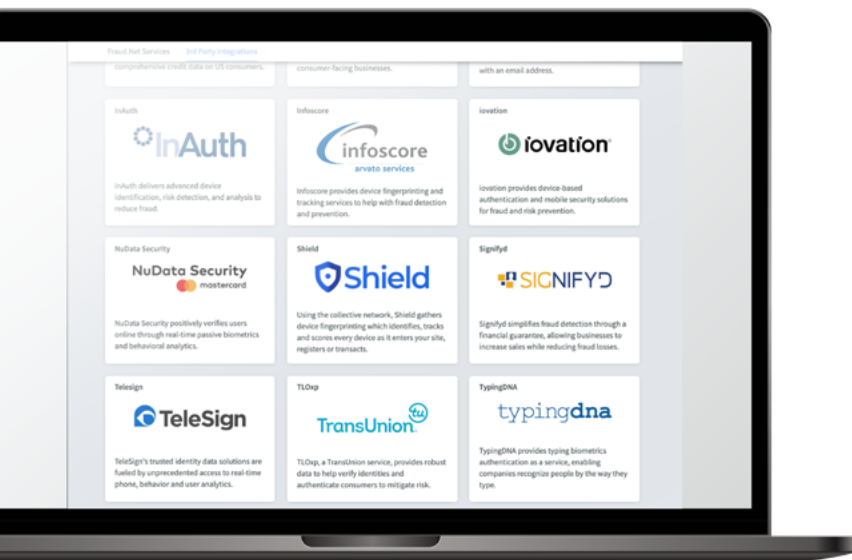 Fraud.Net Services 3rd Party Integrations
comprehensive credit data on US consumers.
consumer-facing businesses.
with an email address.
InAuth
InAuth
InAuth delivers advanced device
identification, risk detection, and analysis to
reduce fraud.
Infoscore
infoscore
arvato services
Infoscore provides device fingerprinting and
tracking services to help with fraud detection
and prevention.
iovation
iovation
iovation provides device-based
authentication and mobile security solutions
for fraud and risk prevention.
NuData Security
NuData Security
mastercard
NuData Security positively verifies users
online through real-time passive biometrics
and behavioral analytics.
Shield
Shield
Using the collective network, Shield gathers
device fingerprinting which identifies, tracks
and scores every device as it enters your site,
registers or transacts.
Signifyd
SIGNIFYD
Signifyd simplifies fraud detection through a
financial guarantee, allowing businesses to
increase sales while reducing fraud losses.
Telesign
TeleSign
TeleSign's trusted identity data solutions are
fueled by unprecedented access to real-time
phone, behavior and user analytics.
TLOxp
tu
TransUnion
TLOxp, a TransUnion service, provides robust
data to help verify identities and
authenticate consumers to mitigate risk.
TypingDNA
typingdna
TypingDNA provides typing biometrics
authentication as a service, enabling
companies recognize people by the way they
type.